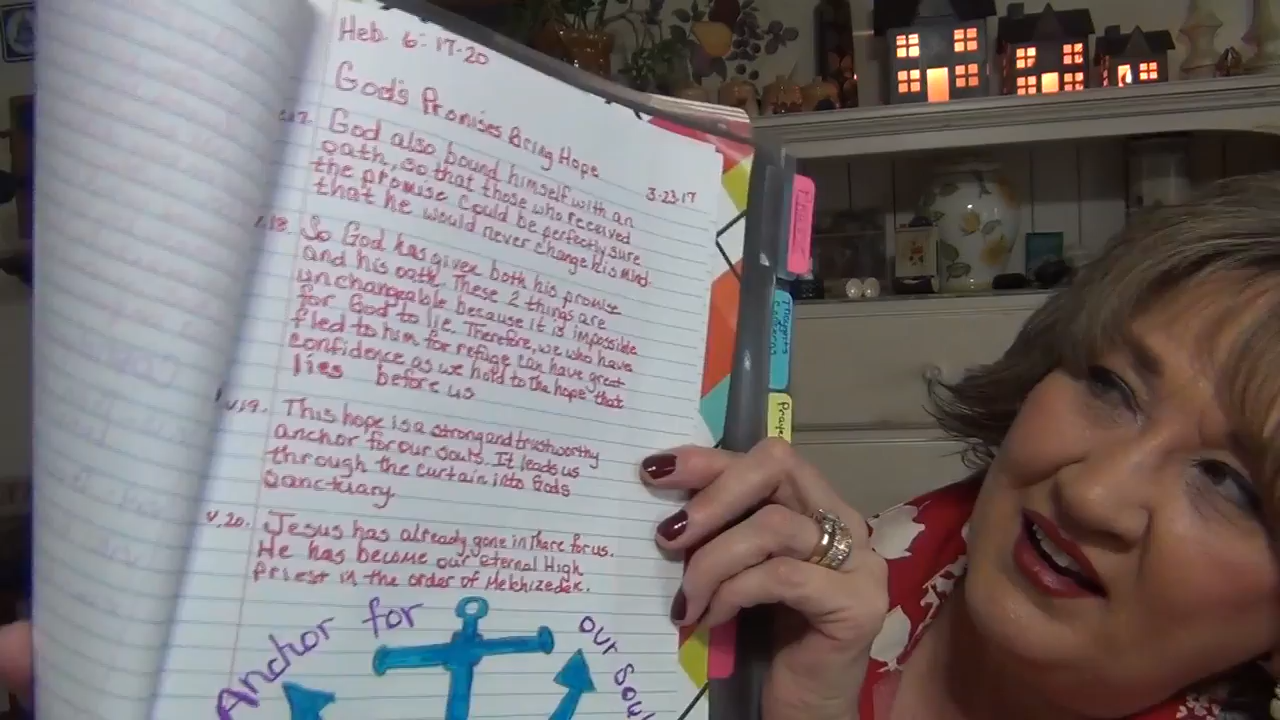 Heb. 6:17-20
God's Promises Bring Hope
3-23-17
v.17. God also bound himself with an
oath, so that those who received
the promise could be perfectly sure
that he would never change his mind.
v.18. So God has given both his promise
and his oath. These 2 things are
unchangeable because it is impossible
for God to lie. Therefore, we who have
fled to him for refuge can have great
confidence as we hold to the hope that
lies before us
v.19. This hope is a strong and trustworthy
anchor for our souls. It leads us
through the curtain into Gods
Sanctuary
v.20. Jesus has already gone in there for us.
He has become our eternal High
Priest in the order of Melchizedek.
Anchor for our Soul
Praye